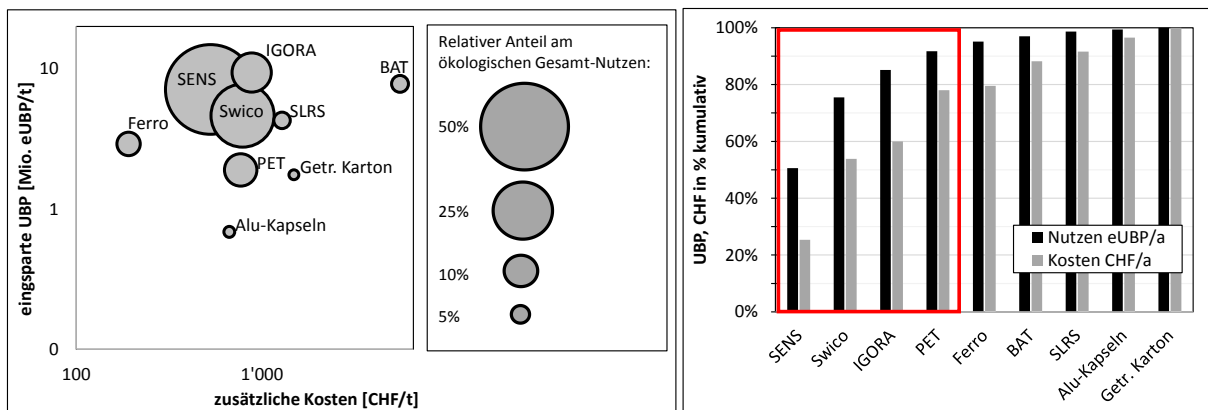 eingsparte UBP [Mio. eUBP/t]
10
1
0
100
1'000
zusätzliche Kosten [CHF/t]
IGORA
SENS
BAT
Swico
SLRS
Ferro
PET
Getr. Karton
Alu-Kapseln
Relativer Anteil am
ökologischen Gesamt-Nutzen:
50%
25%
10%
5%
UBP, CHF in % kumulativ
100%
80%
60%
40%
20%
0%
Nutzen eUBP/a
Kosten CHF/a
SENS
Swico
IGORA
PET
Ferro
BAT
SLRS
Alu-Kapseln
Getr. Karton